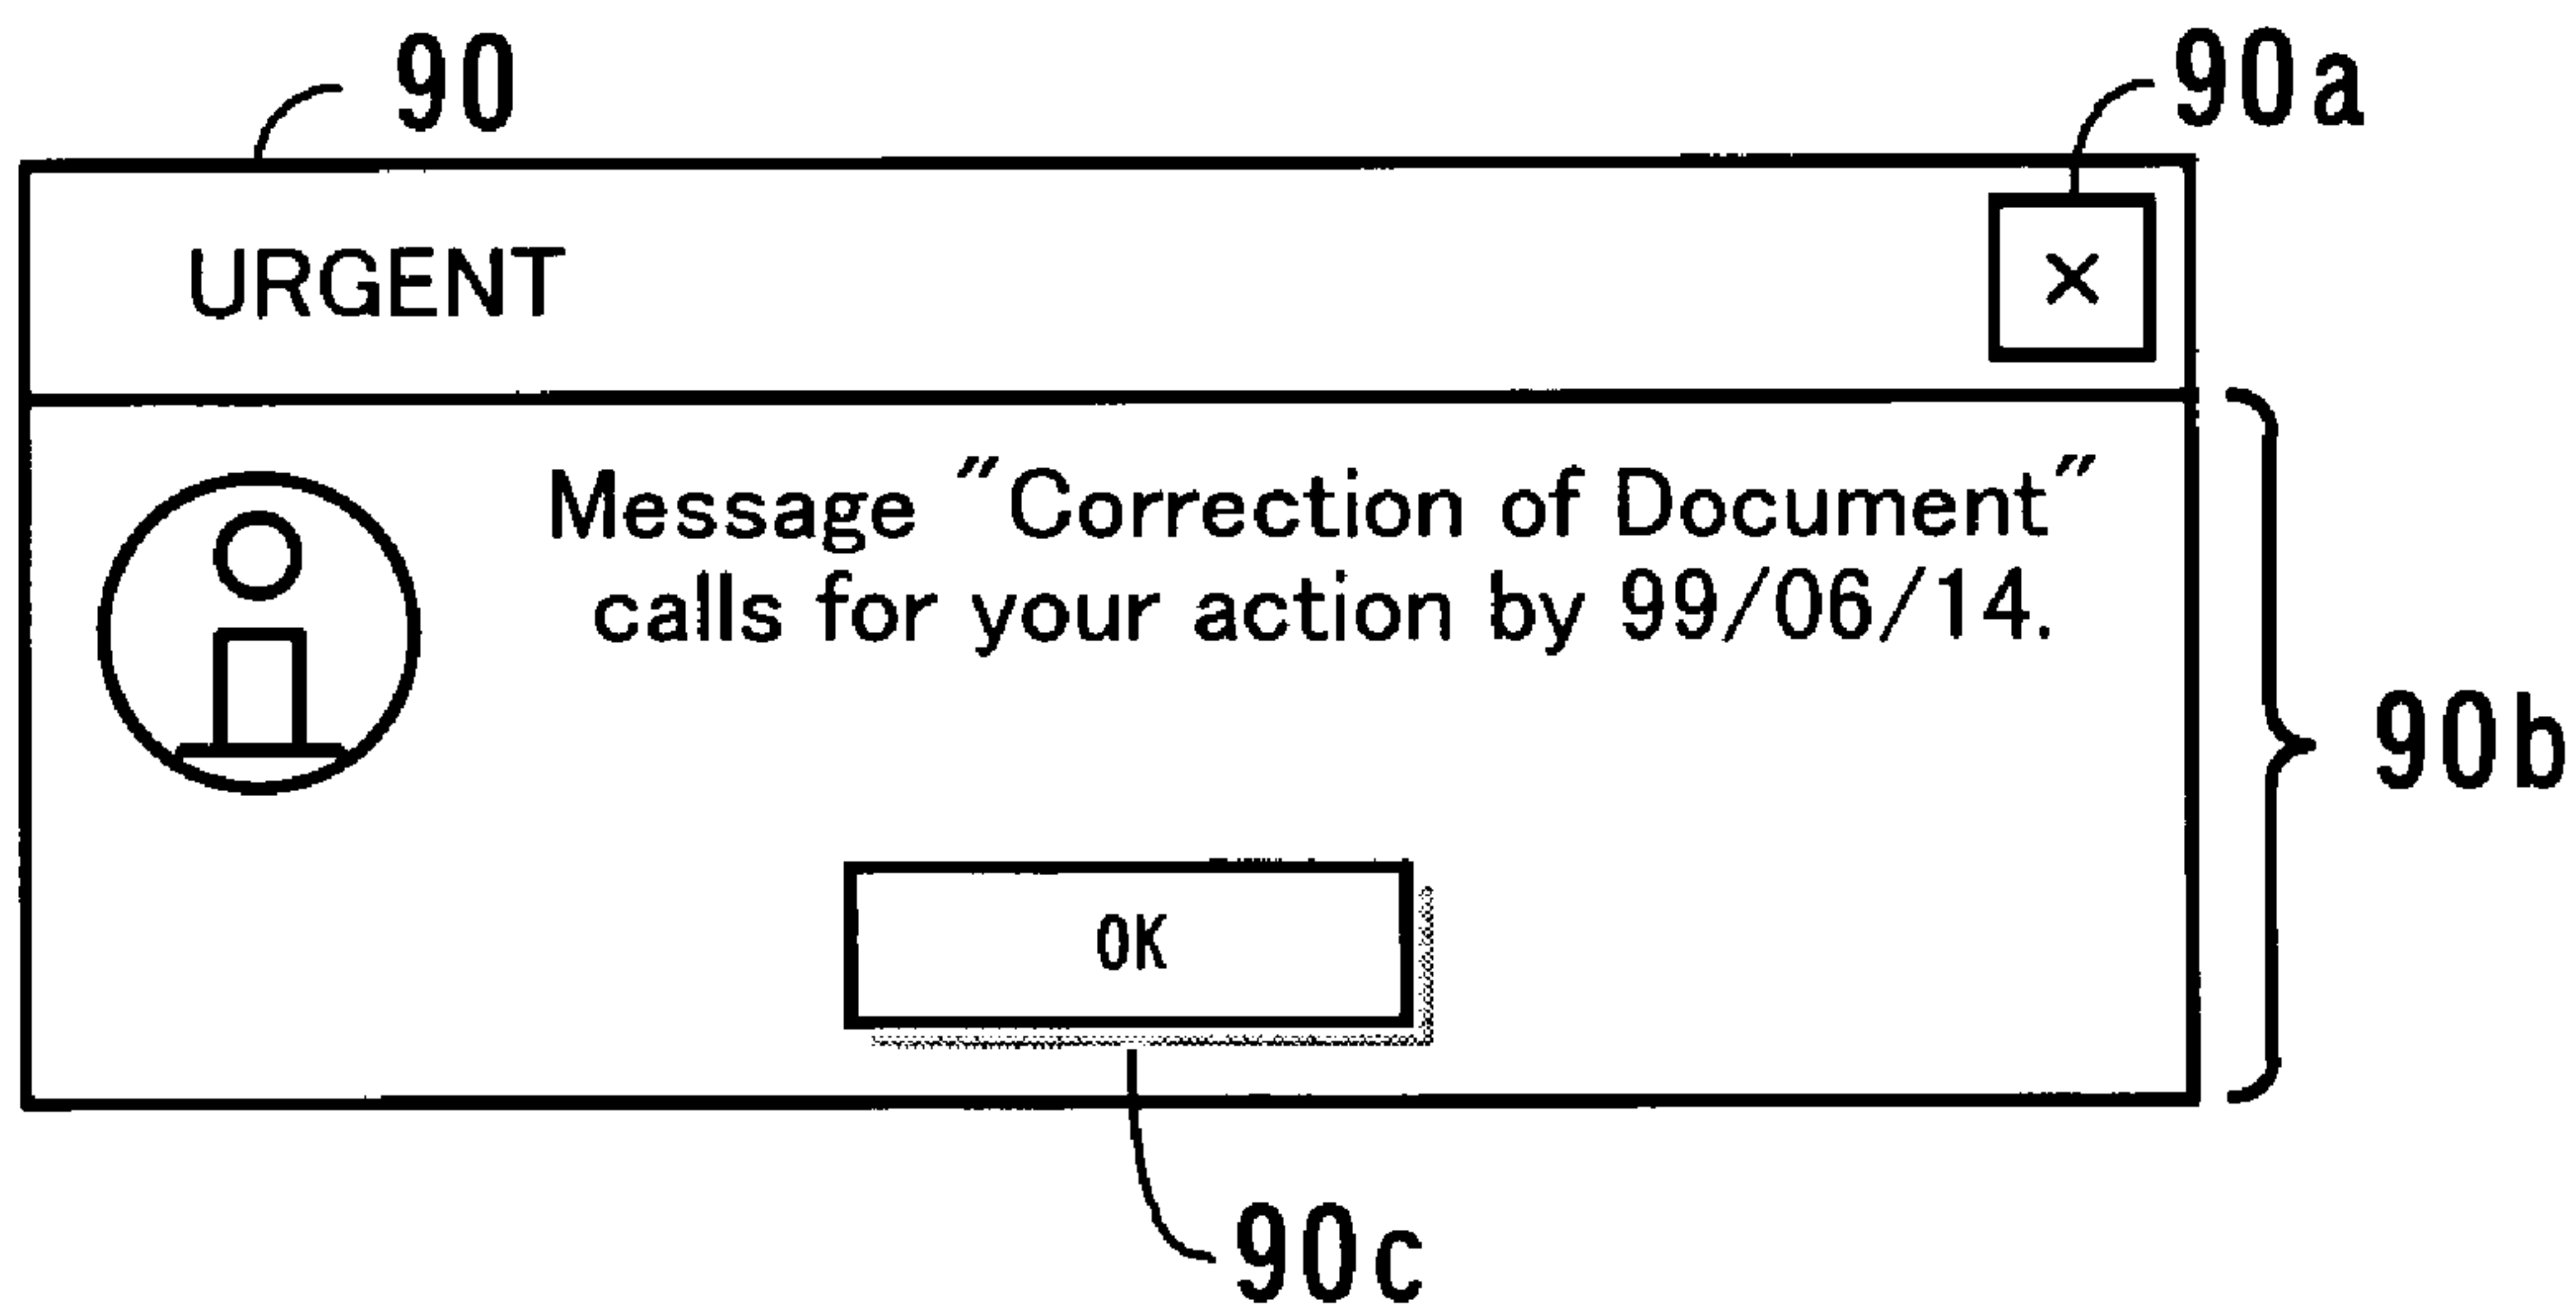 90
90a
URGENT
×
Message "Correction of Document"
calls for your action by 99/06/14.
90b
OK
90c